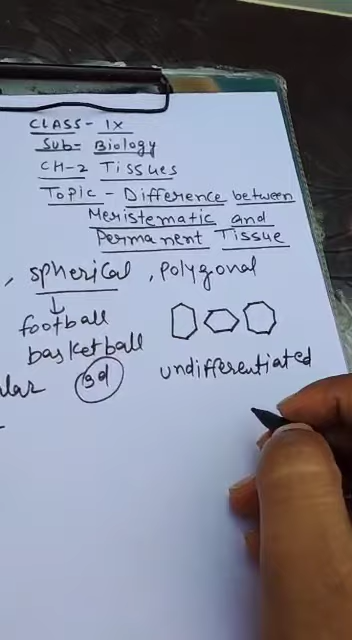 CLASS- IX
Sub= Biology
CH-2 Tissues
Topic - Difference between
Meristematic and
Permanent Tissue
, spherical, polygonal
football
basketball
undifferentiated